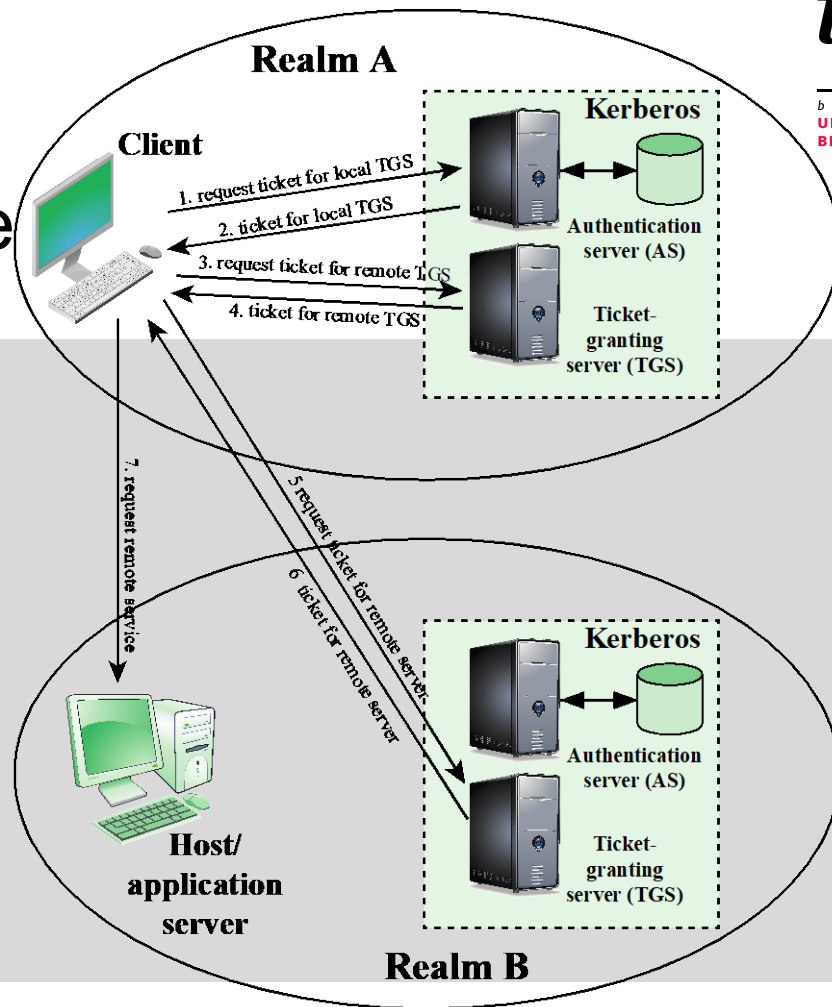 Realm A
Kerberos
Client
1. request ticket for local TGS
2. ticket for local TGS
Authentication
server (AS)
3. request ticket for remote TGS
4. ticket for remote TGS
Ticket-
granting
server (TGS)
e
b
7. request remote service
5 request ticket for remote server
6 ticket for remote server
Kerberos
Authentication
server (AS)
Ticket-
granting
server (TGS)
Host/
application
server
Realm B